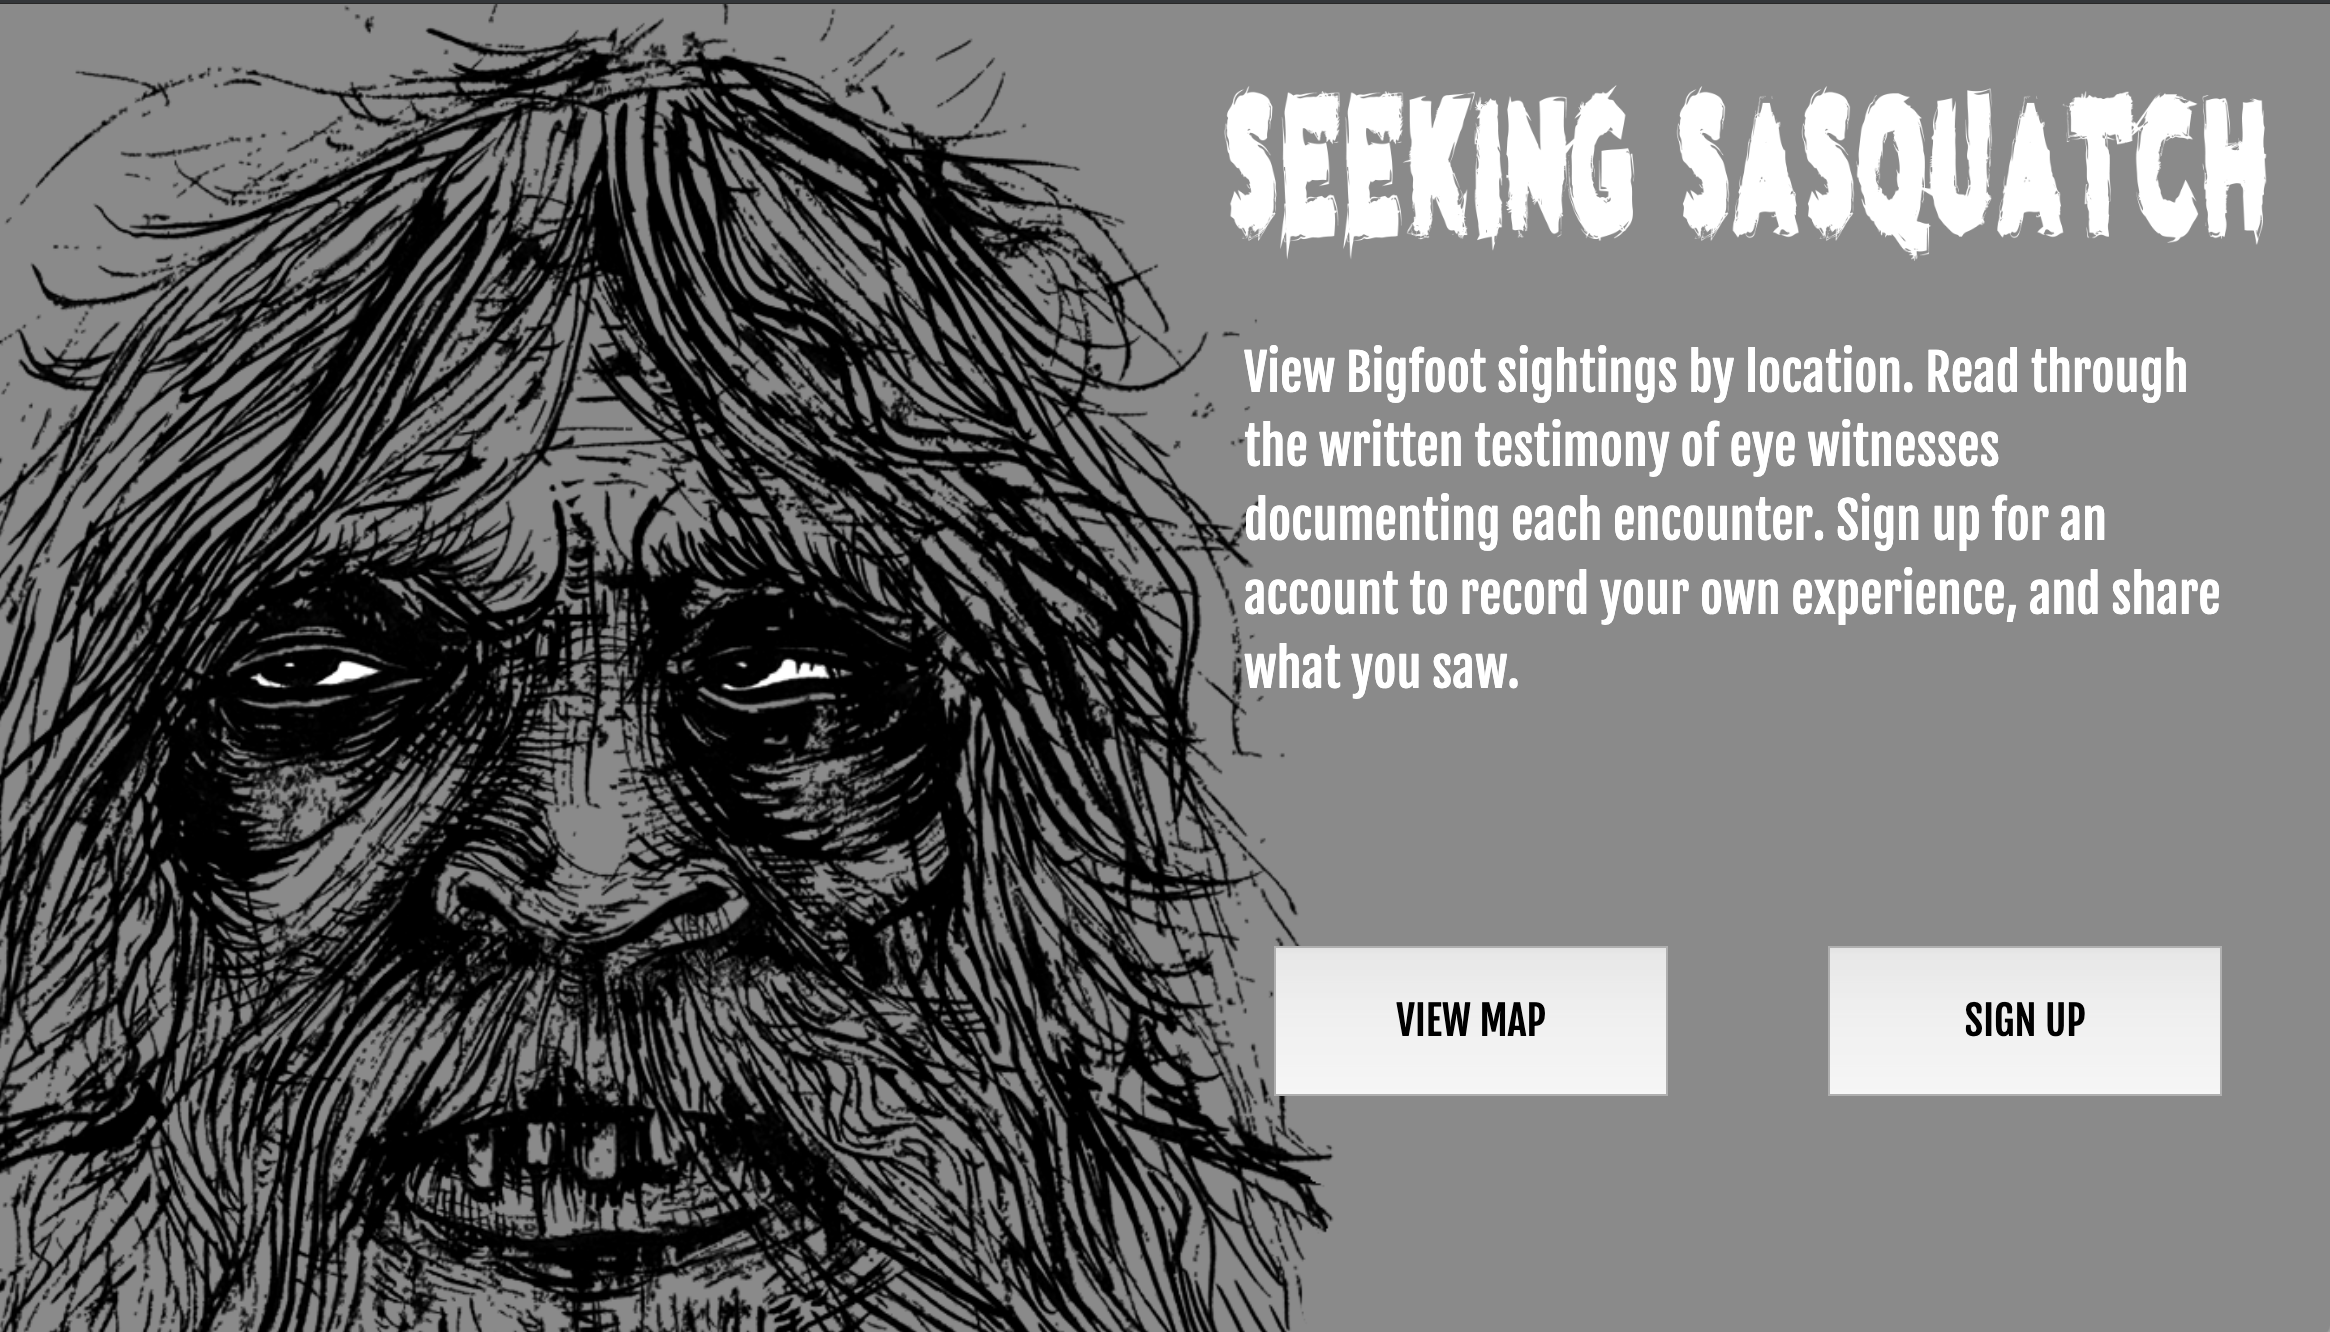 SEEKING SASQUATCH
View Bigfoot sightings by location. Read through
the written testimony of eye witnesses
documenting each encounter. Sign up for an
account to record your own experience, and share
what you saw.
VIEW MAP
SIGN UP